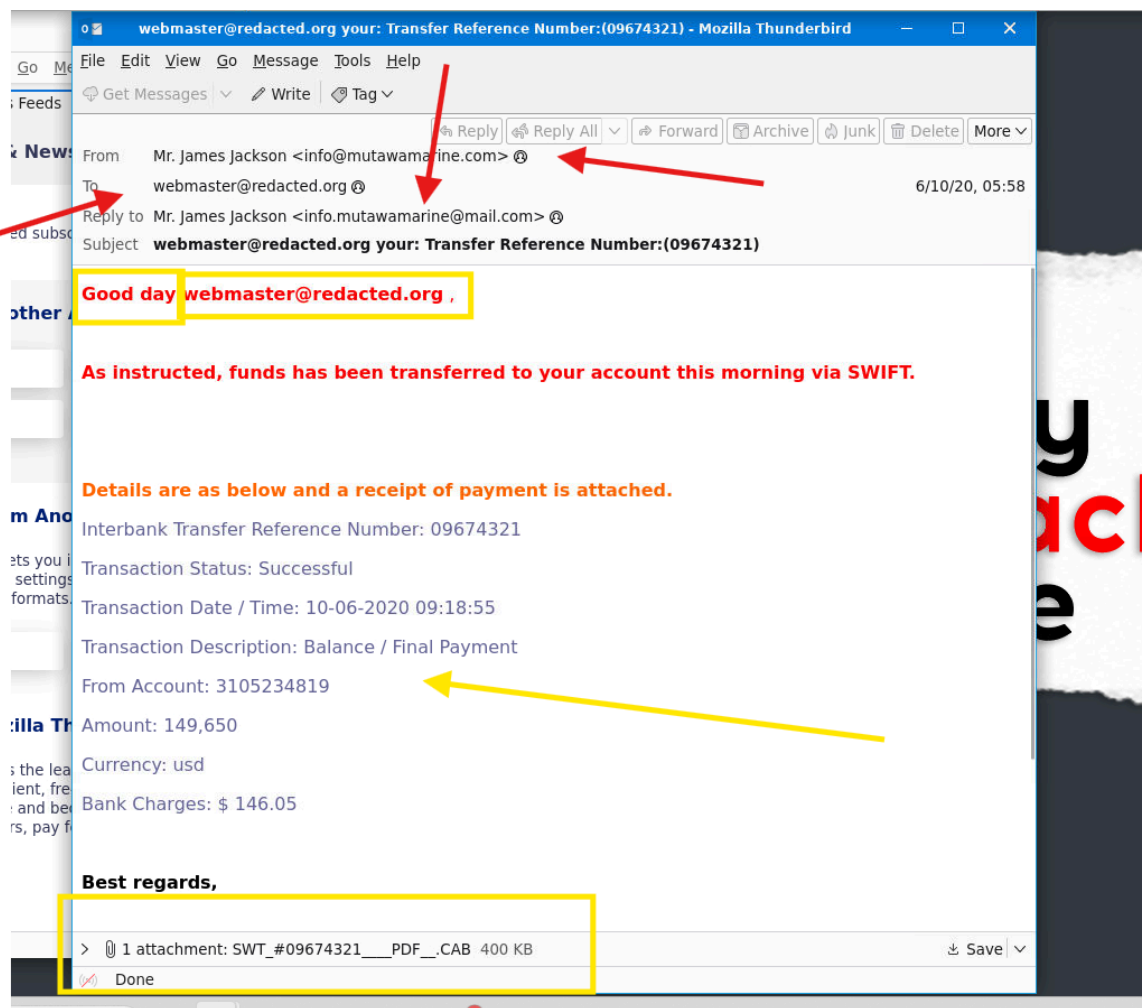 webmaster@redacted.org your: Transfer Reference Number:(09674321) - Mozilla Thunderbird
Go
File Edit View Go Message Tools Help
Get Messages Write Tag
Feeds
Reply Reply All Forward Archive Junk Delete More
& News
From Mr. James Jackson <info@mutawamarine.com>
To webmaster@redacted.org 6/10/20, 05:58
Reply to Mr. James Jackson <info.mutawamarine@mail.com>
Subject webmaster@redacted.org your: Transfer Reference Number:(09674321)
Good day webmaster@redacted.org ,
As instructed, funds has been transferred to your account this morning via SWIFT.
Details are as below and a receipt of payment is attached.
Interbank Transfer Reference Number: 09674321
Transaction Status: Successful
Transaction Date / Time: 10-06-2020 09:18:55
Transaction Description: Balance / Final Payment
From Account: 3105234819
Amount: 149,650
Currency: usd
Bank Charges: $ 146.05
Best regards,
1 attachment: SWT_#09674321____PDF__.CAB 400 KB Save
Done
settings
formats.